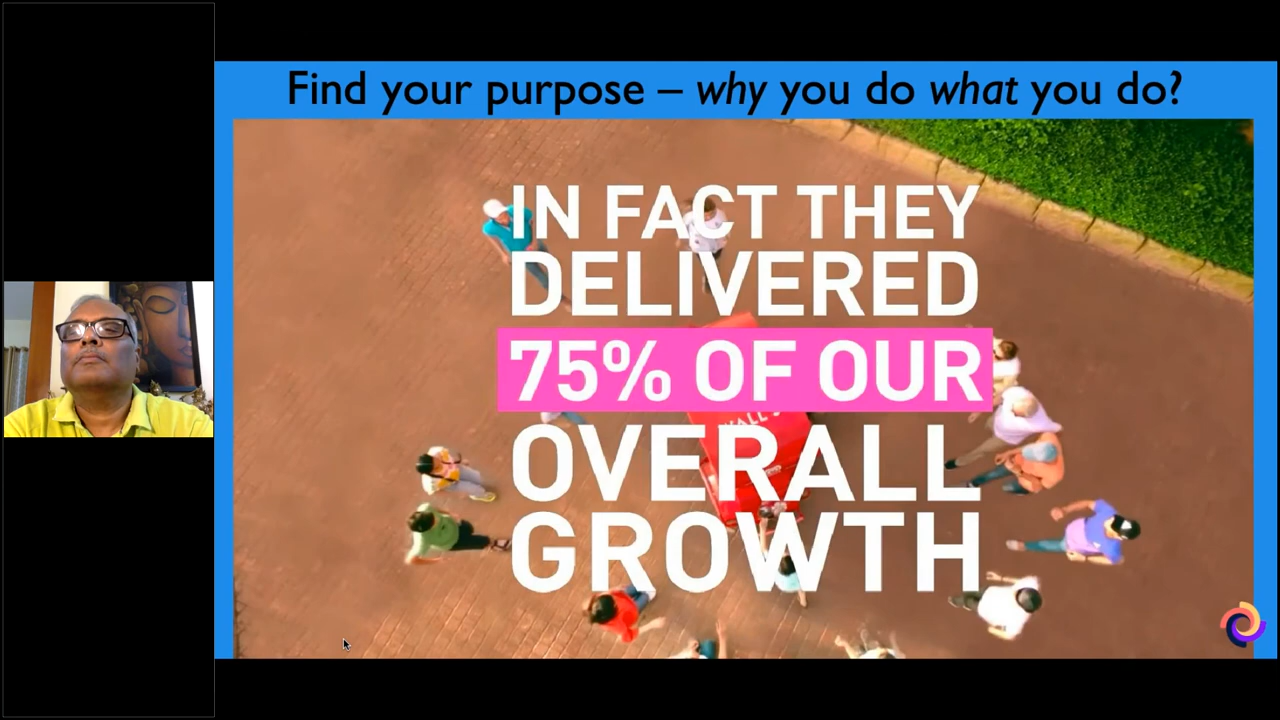 Find your purpose – why you do what you do?
IN FACT THEY
DELIVERED
75% OF OUR
OVERALL
GROWTH